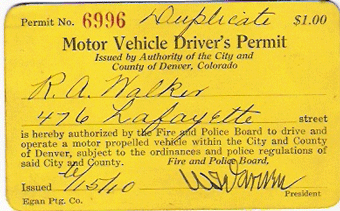 Permit No. 6996 Duplicate $1.00
Motor Vehicle Driver's Permit
Issued by Authority of the City and
County of Denver, Colorado
R. A. Walker
476 Lafayette street
is hereby authorized by the Fire and Police Board, to drive and
operate a motor propelled vehicle within the City and County
of Denver, subject to the ordinances and police regulations of
said City and County. Fire and Police Board,
Issued 15/10
President
Egan Ptg. Co.